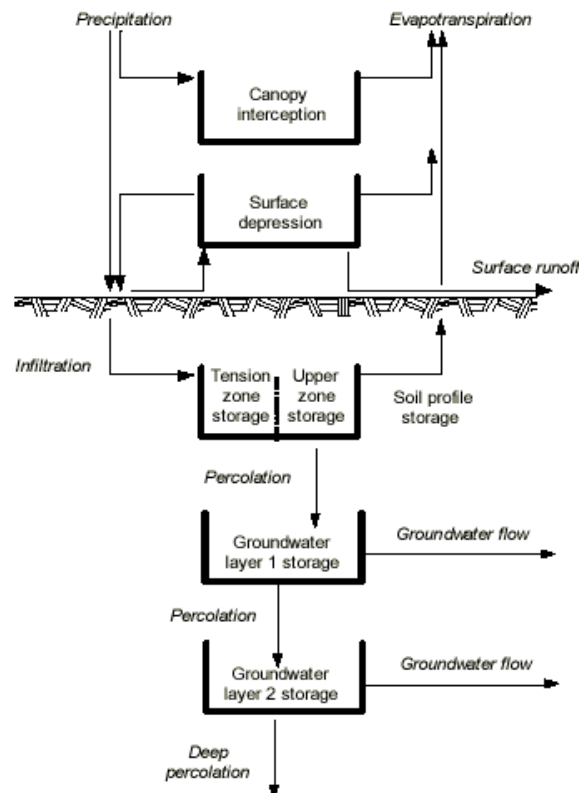 Precipitation
Evapotranspiration
Canopy
interception
Surface
depression
Surface runoff
Infiltration
Tension
zone
storage
Upper
zone
storage
Soil profile
storage
Percolation
Groundwater
layer 1 storage
Groundwater flow
Percolation
Groundwater
layer 2 storage
Groundwater flow
Deep
percolation